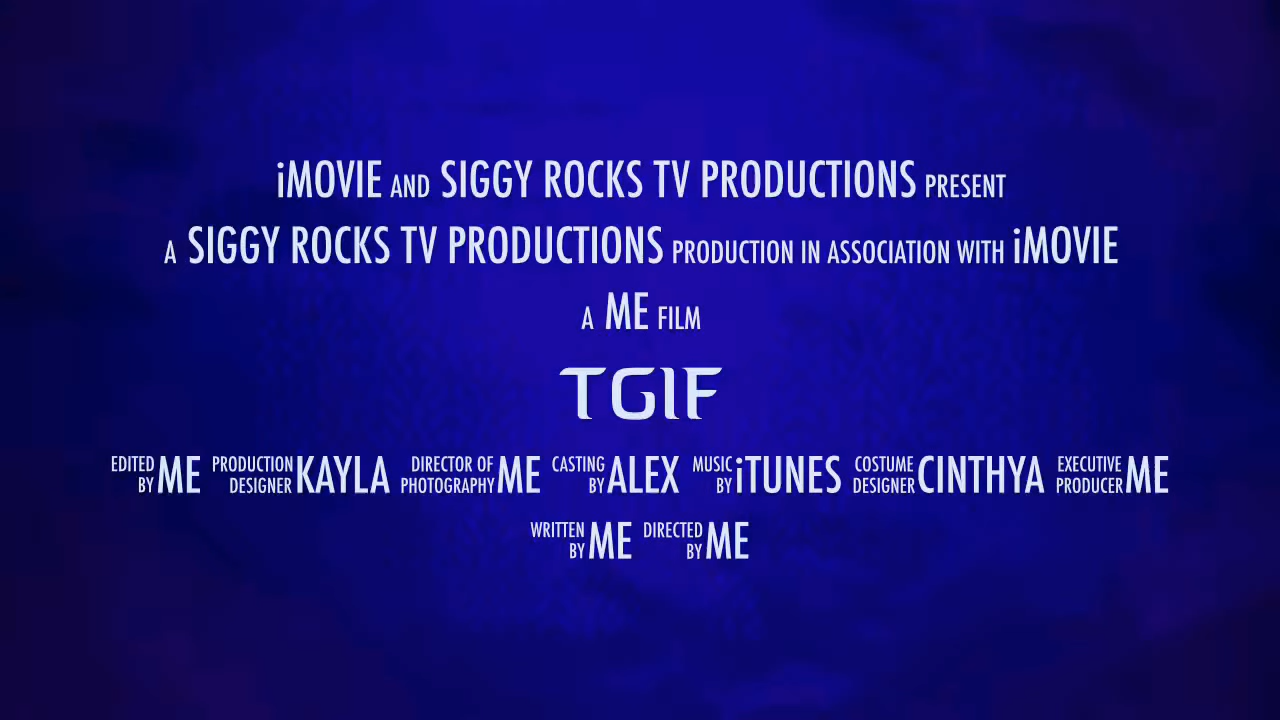 iMOVIE AND SIGGY ROCKS TV PRODUCTIONS PRESENT
A SIGGY ROCKS TV PRODUCTIONS PRODUCTION IN ASSOCIATION WITH iMOVIE
A ME FILM
TGIF
EDITED BY ME PRODUCTION DESIGNER KAYLA DIRECTOR OF PHOTOGRAPHY ME CASTING BY ALEX MUSIC BY iTUNES COSTUME DESIGNER CINTHYA EXECUTIVE PRODUCER ME
WRITTEN BY ME DIRECTED BY ME